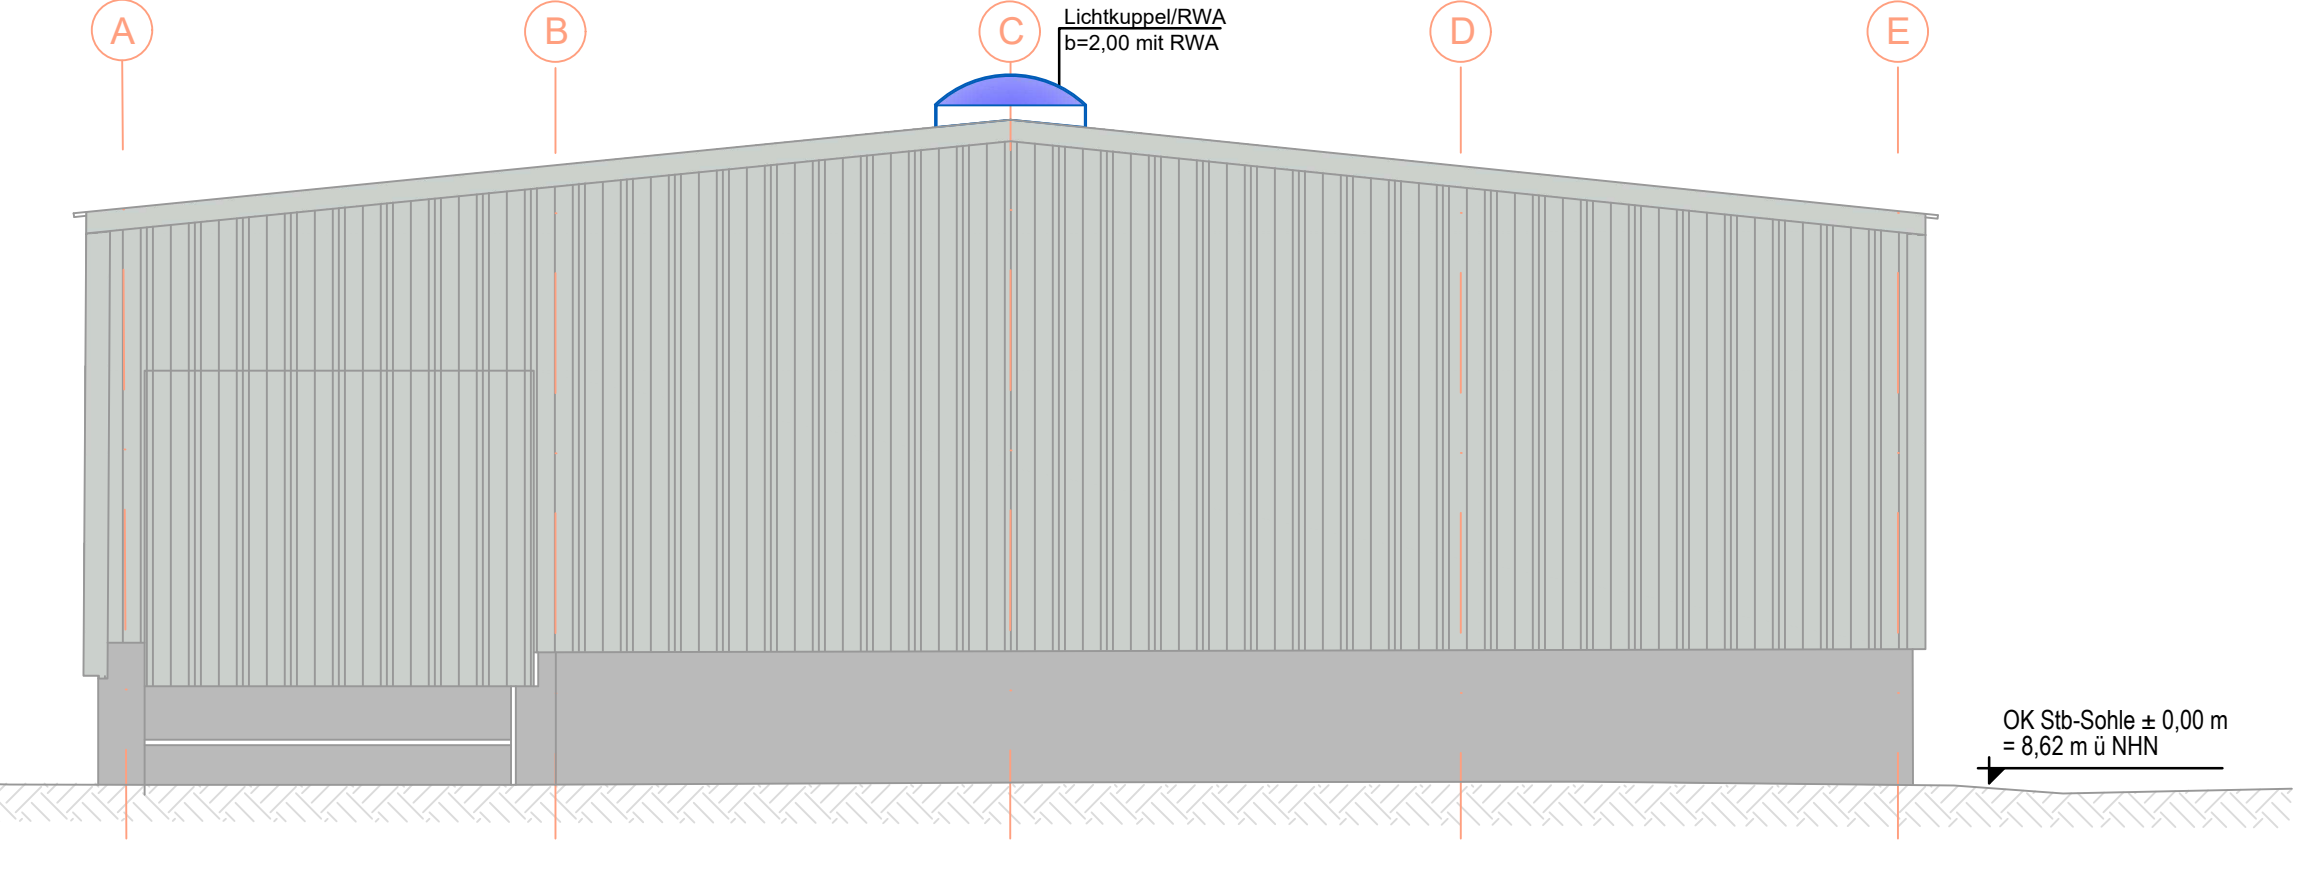 A
B
C
D
E
Lichtkuppel/RWA
b=2,00 mit RWA
OK Stb-Sohle ± 0,00 m
= 8,62 m ü NHN